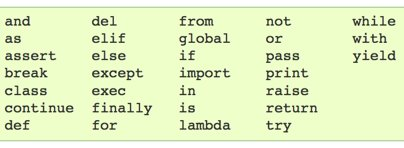 and del from not while
as elif global or with
assert else if pass yield
break except import print
class exec in raise
continue finally is return
def for lambda try